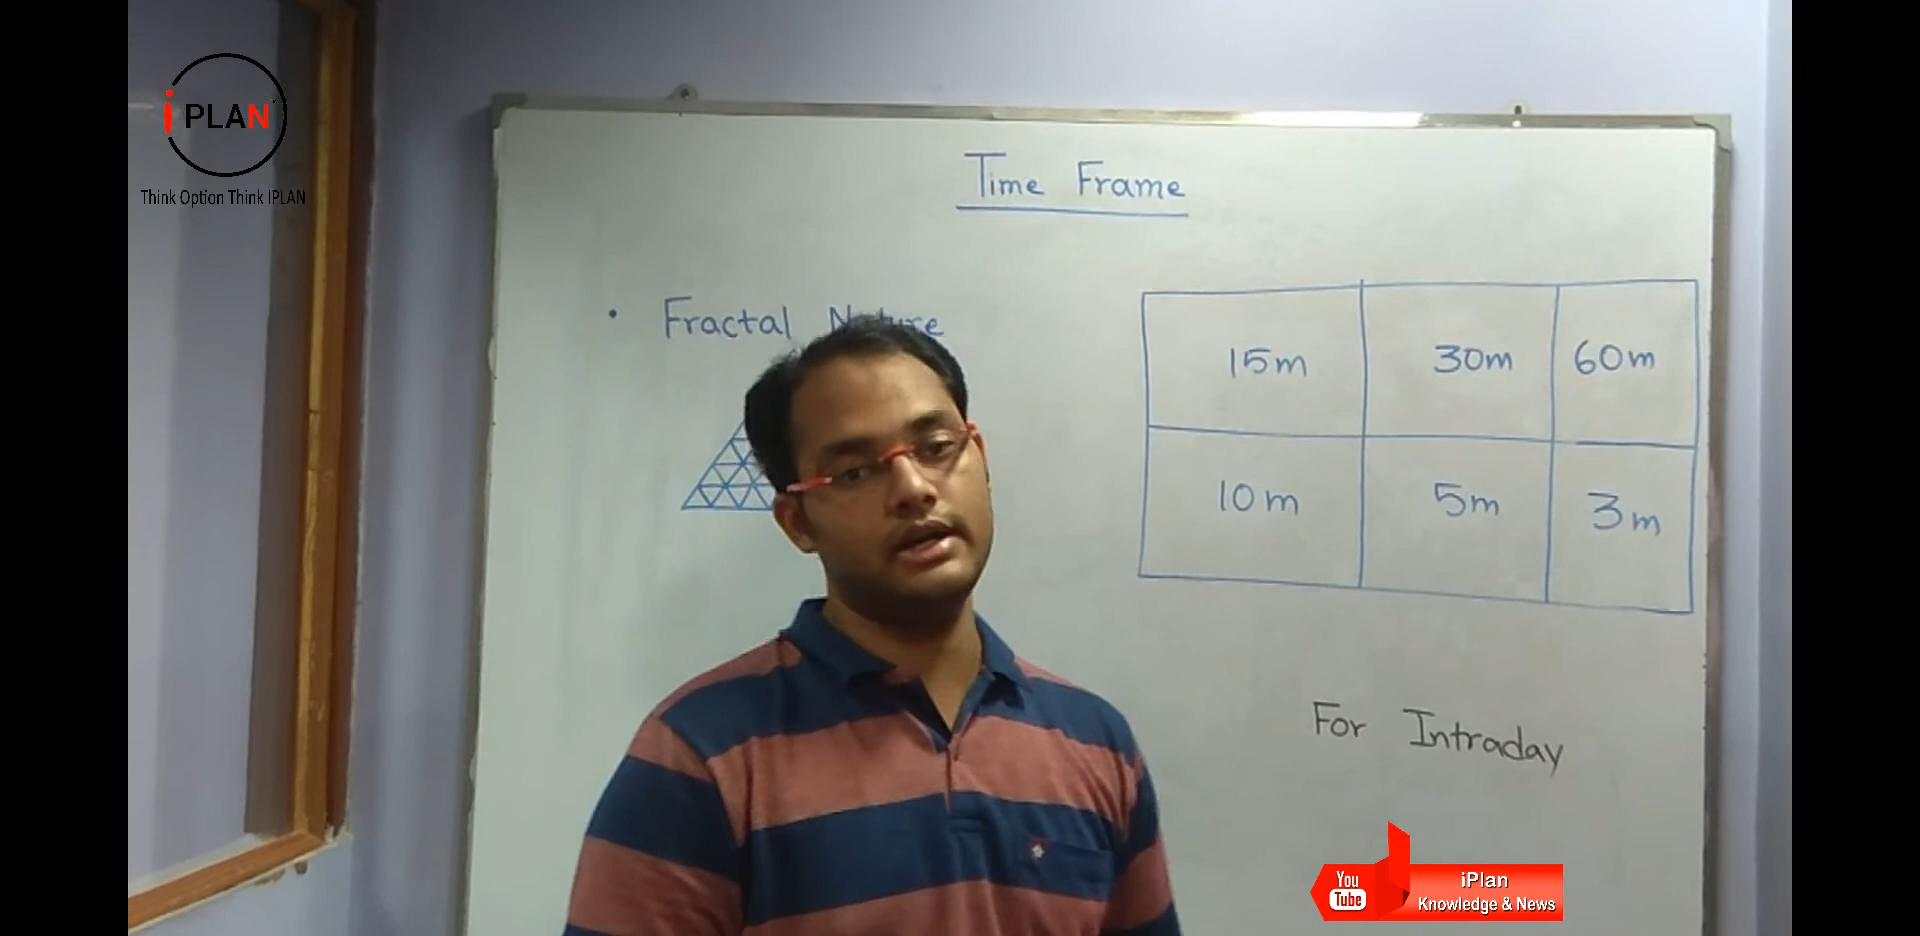 i PLAN
Think Option Think IPLAN
Time Frame
• Fractal Nature
15m 30m 60m
10m 5m 3m
For Intraday
You Tube
iPlan
Knowledge & News